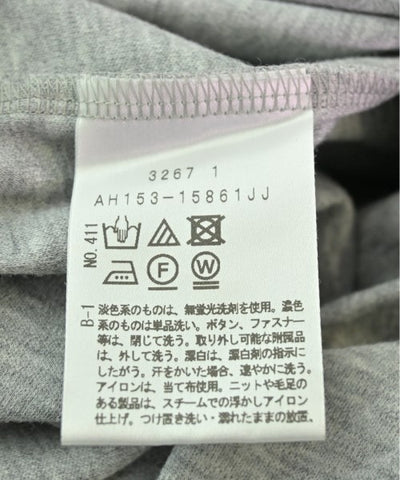 3267 1
AH153-15861JJ
NO.411
F W
B-1
淡色系のものは、無蛍光洗剤を使用。濃色
系のものは単品洗い。ボタン、ファスナー
等は、閉じて洗う。取り外し可能な附属品
は、外して洗う。漂白は、漂白剤の指示に
したがう。汗をかいた場合、速やかに洗う。
アイロンは、当て布使用。ニットや毛足の
ある製品は、スチームでの浮かしアイロン
仕上げ。つけ置き洗い・濡れたままの放置、